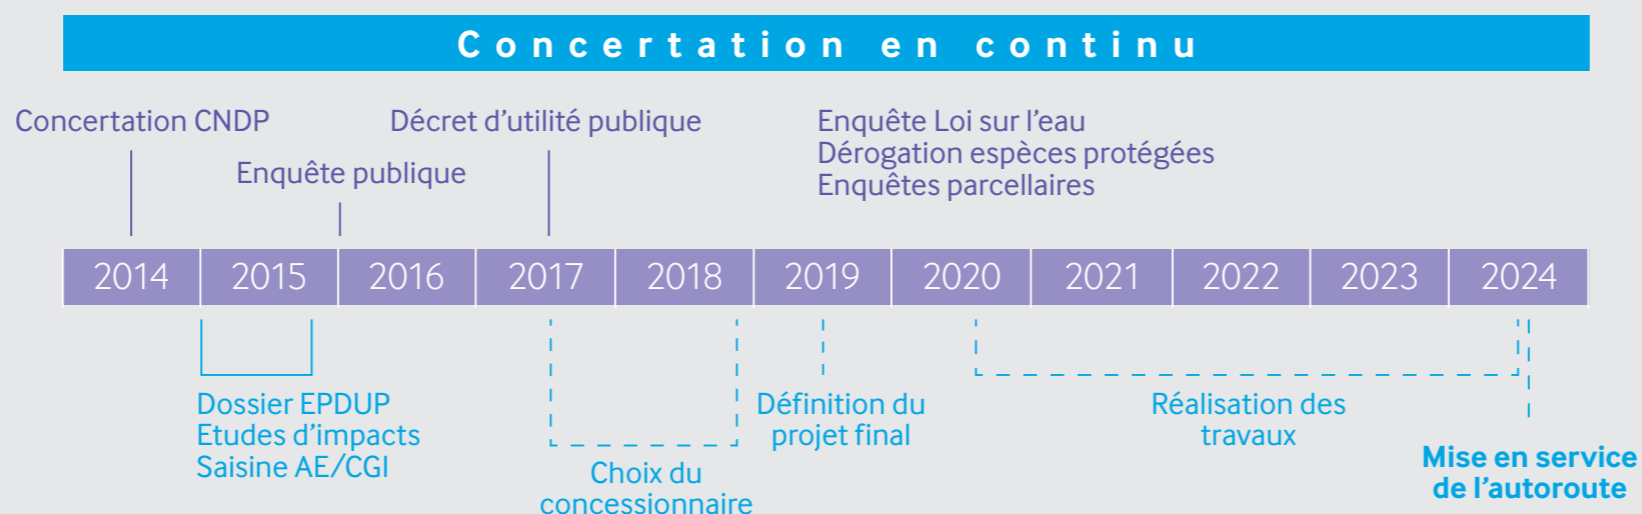 Concertation en continu
Concertation CNDP
Décret d'utilité publique
Enquête Loi sur l'eau
Dérogation espèces protégées
Enquêtes parcellaires
Enquête publique
2014 2015 2016 2017 2018 2019 2020 2021 2022 2023 2024
Dossier EPDUP
Etudes d'impacts
Saisine AE/CGI
Choix du
concessionnaire
Définition du
projet final
Réalisation des
travaux
Mise en service
de l'autoroute